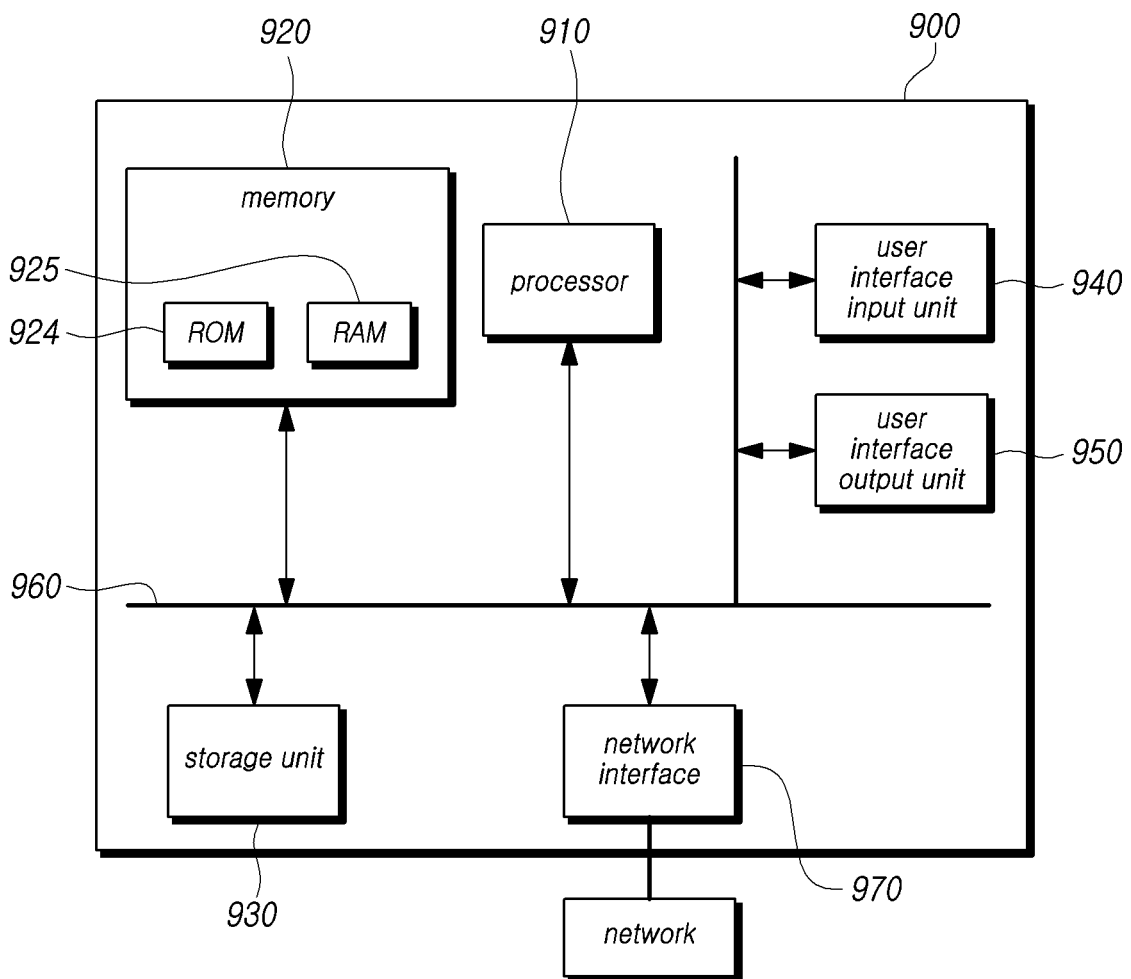 920
910
900
memory
925
924
ROM
RAM
processor
user
interface
input unit
940
user
interface
output unit
950
960
storage unit
network
interface
930
970
network